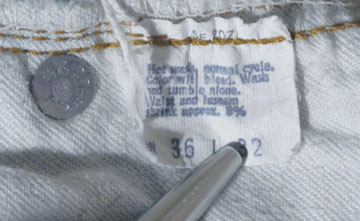 Hot wash, normal cycle.
Color will bleed. Wash
and tumble alone.
Waist and inseam
shrink approx. 8%
W 36 L 32